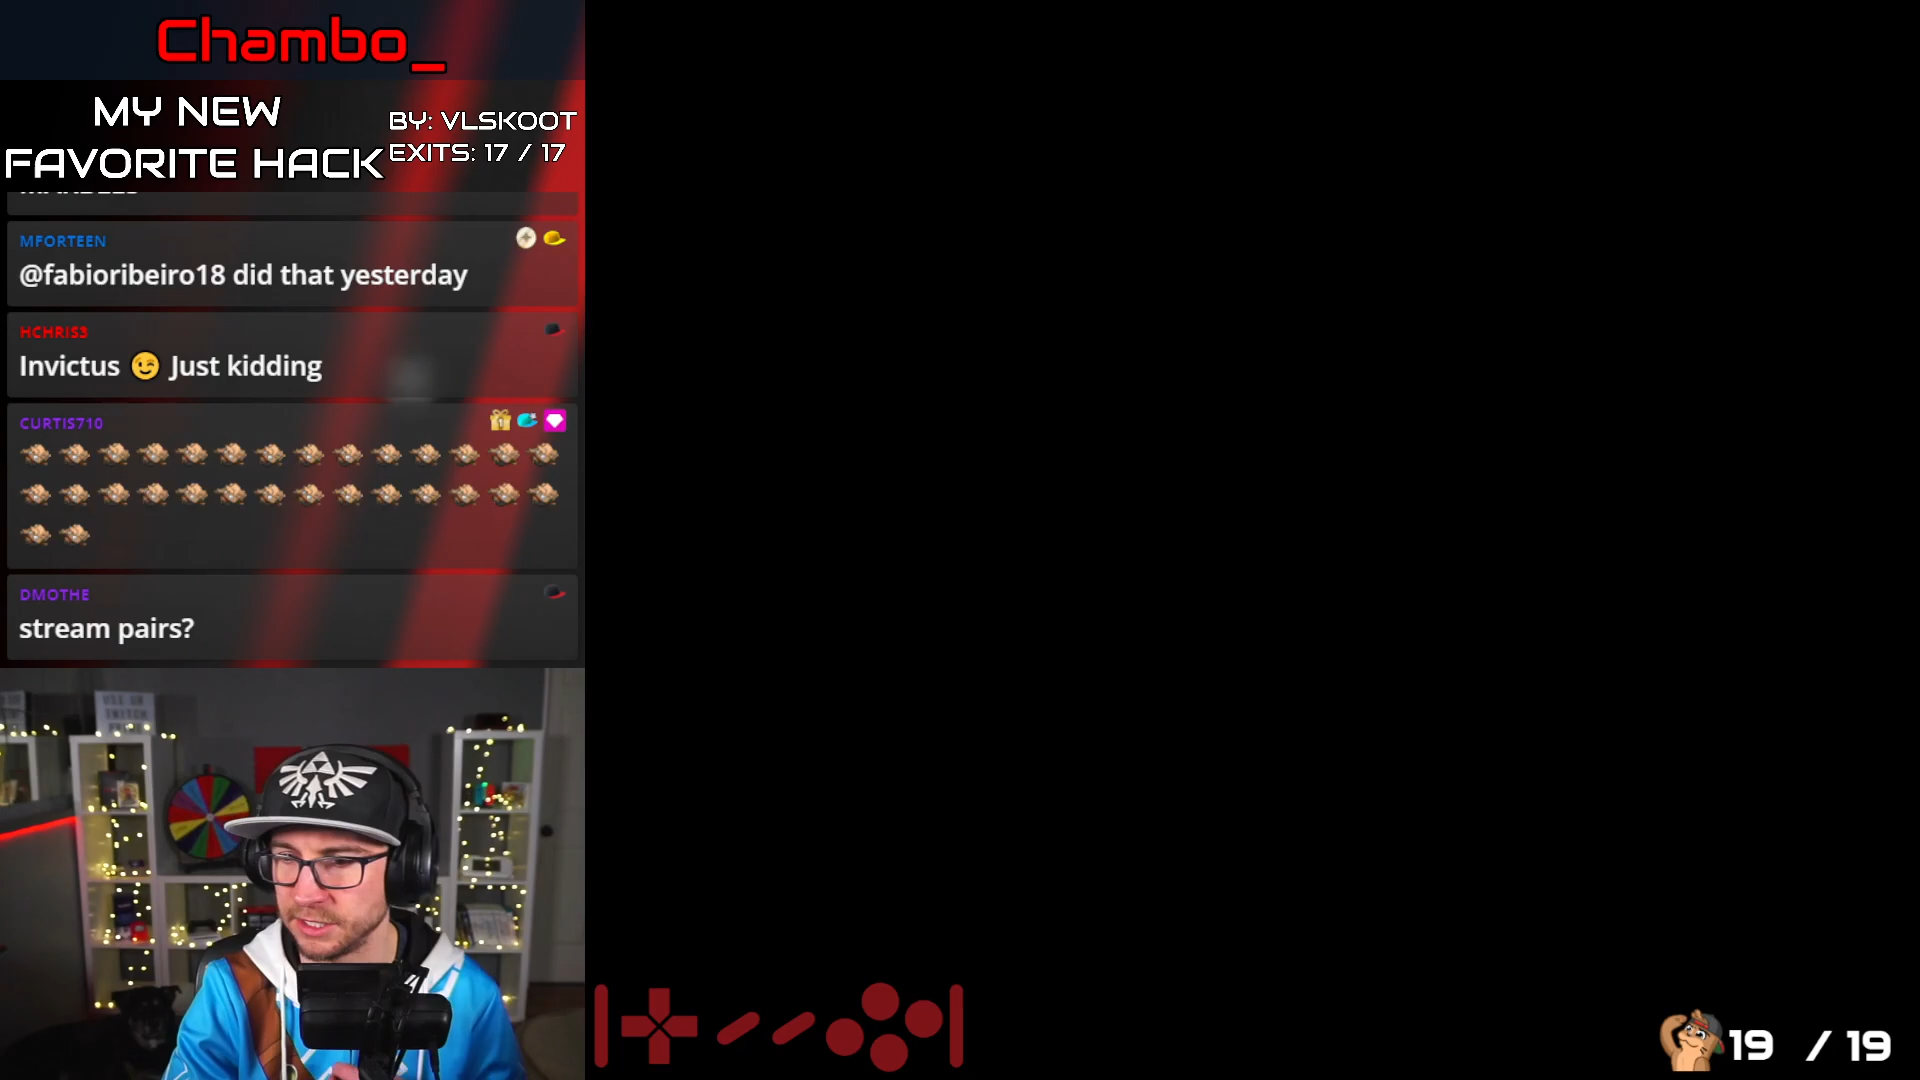 Chambo_
MY NEW
FAVORITE HACK
BY: VLSKOOT
EXITS: 17 / 17
MFORTEEN
@fabioribeiro18 did that yesterday
HCHRIS3
Invictus 😉 Just kidding
CURTIS710
DMOTHE
stream pairs?
19 / 19